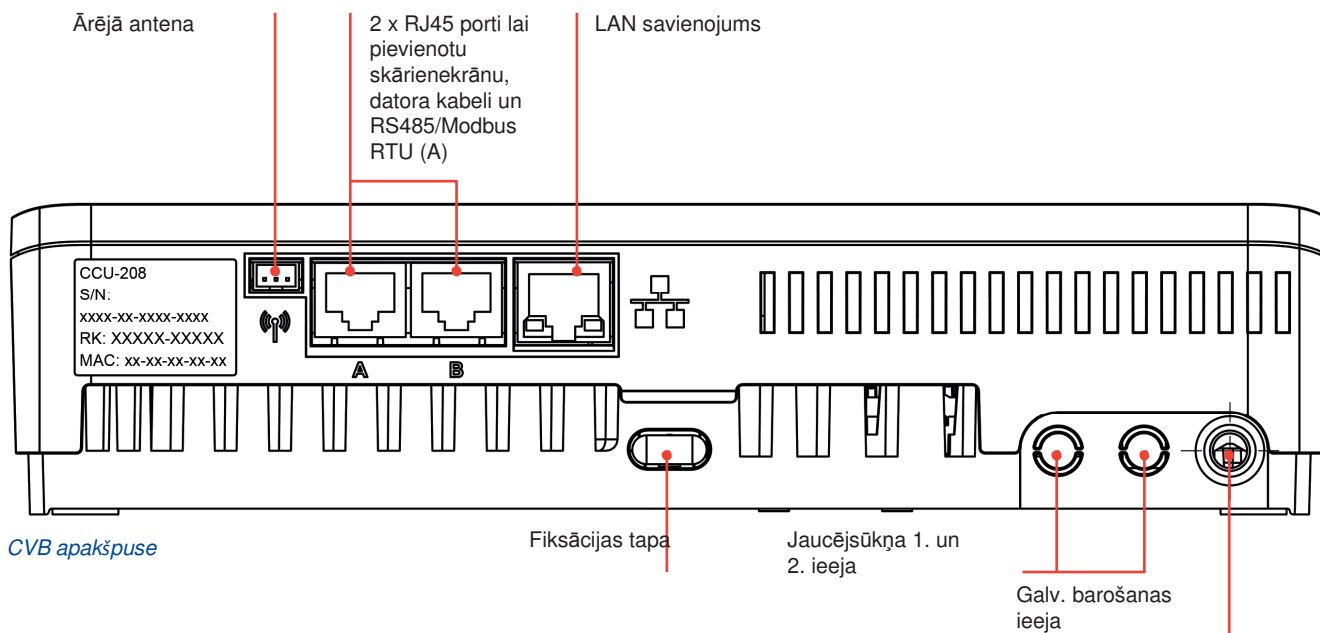 Ārējā antena
2 x RJ45 porti lai
pievienotu
skārienekrānu,
datora kabeli un
RS485/Modbus
RTU (A)
LAN savienojums
CCU-208
S/N:
xxxx-xx-xxxx-xxxx
RK: XXXXX-XXXXX
MAC: xx-xx-xx-xx-xx
A
B
CVB apakšpuse
Fiksācijas tapa
Jaucējsūkņa 1. un
2. ieeja
Galv. barošanas
ieeja